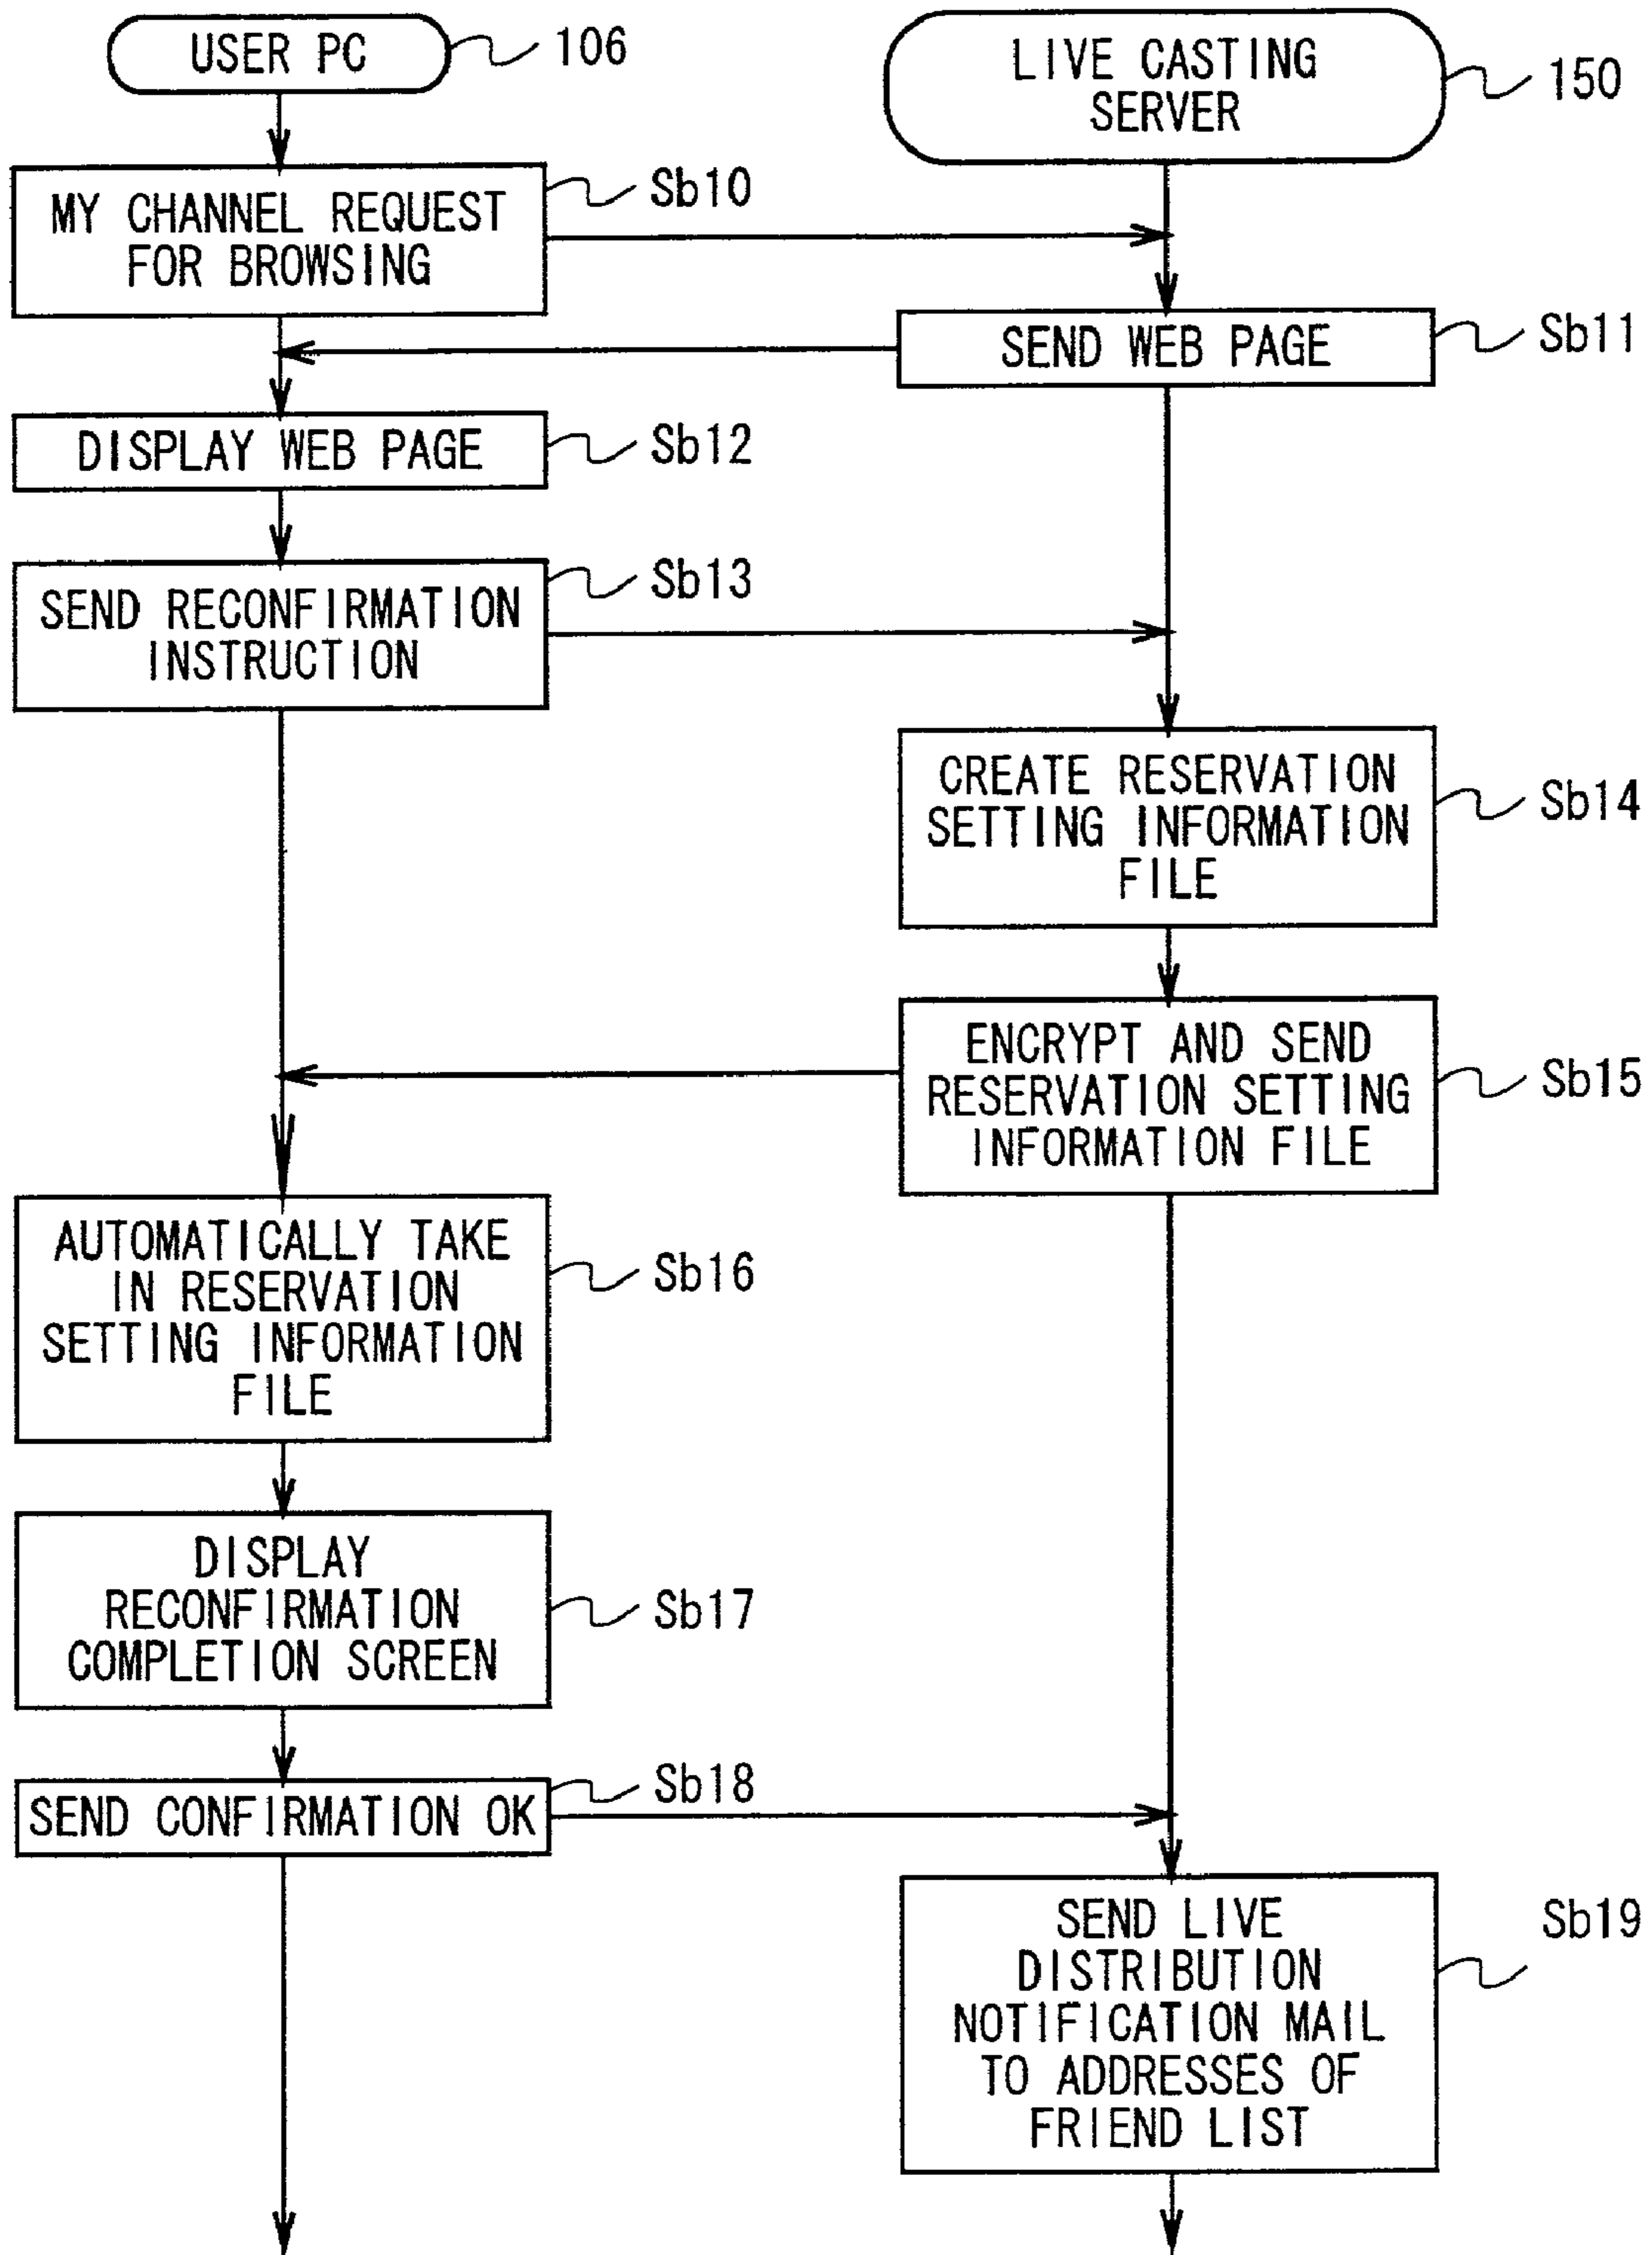 USER PC
106
LIVE CASTING
SERVER
150
MY CHANNEL REQUEST
FOR BROWSING
Sb10
SEND WEB PAGE
Sb11
DISPLAY WEB PAGE
Sb12
SEND RECONFIRMATION
INSTRUCTION
Sb13
CREATE RESERVATION
SETTING INFORMATION
FILE
Sb14
ENCRYPT AND SEND
RESERVATION SETTING
INFORMATION FILE
Sb15
AUTOMATICALLY TAKE
IN RESERVATION
SETTING INFORMATION
FILE
Sb16
DISPLAY
RECONFIRMATION
COMPLETION SCREEN
Sb17
SEND CONFIRMATION OK
Sb18
SEND LIVE
DISTRIBUTION
NOTIFICATION MAIL
TO ADDRESSES OF
FRIEND LIST
Sb19